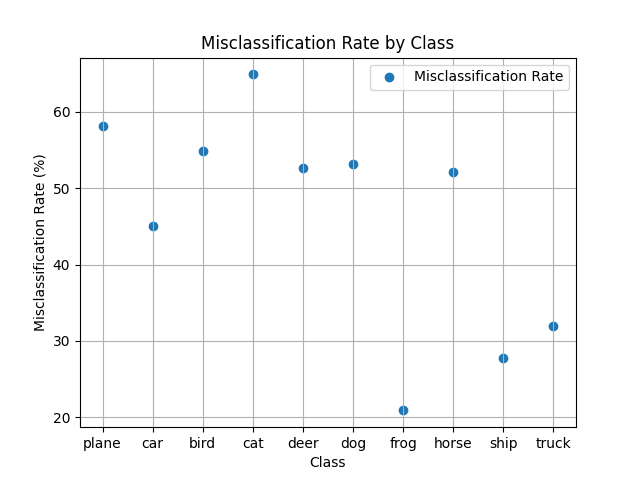 Misclassification Rate by Class
Misclassification Rate
Misclassification Rate (%)
60
50
40
30
20
plane car bird cat deer dog frog horse ship truck
Class